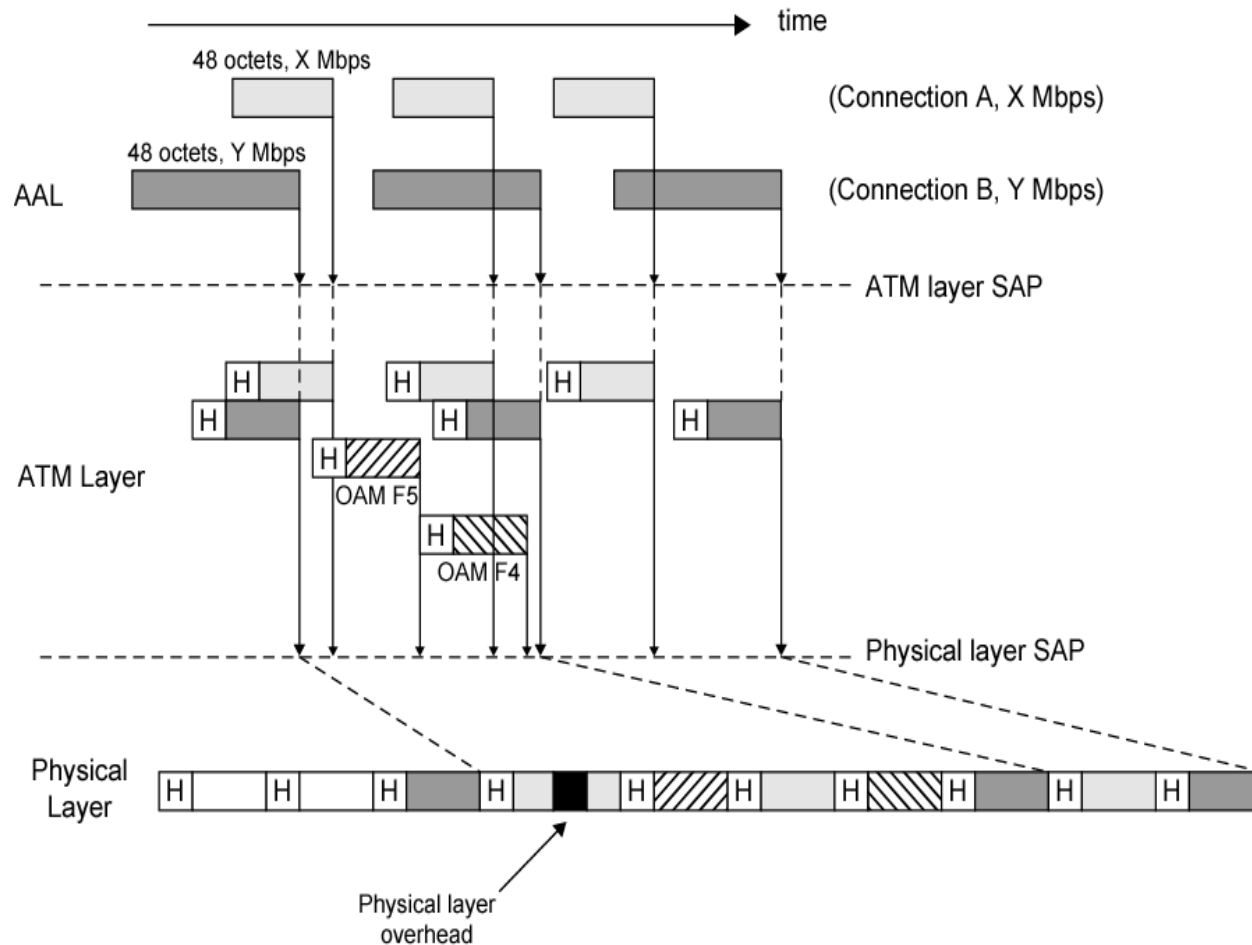 time
48 octets, X Mbps
(Connection A, X Mbps)
48 octets, Y Mbps
AAL
(Connection B, Y Mbps)
ATM layer SAP
H H H
H H H
ATM Layer
H
OAM F5
H
OAM F4
Physical layer SAP
Physical
Layer
H H H H H H H H H H
Physical layer
overhead